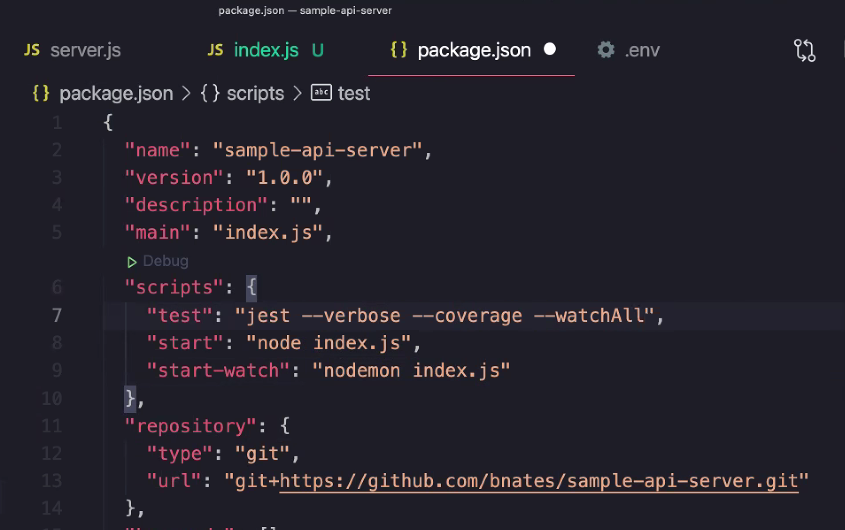 package.json — sample-api-server
JS server.js JS index.js U {} package.json .env
{} package.json > {} scripts > abc test
1 {
2 "name": "sample-api-server",
3 "version": "1.0.0",
4 "description": "",
5 "main": "index.js",
Debug
6 "scripts": {
7 "test": "jest --verbose --coverage --watchAll",
8 "start": "node index.js",
9 "start-watch": "nodemon index.js"
10 },
11 "repository": {
12 "type": "git",
13 "url": "git+https://github.com/bnates/sample-api-server.git"
14 },